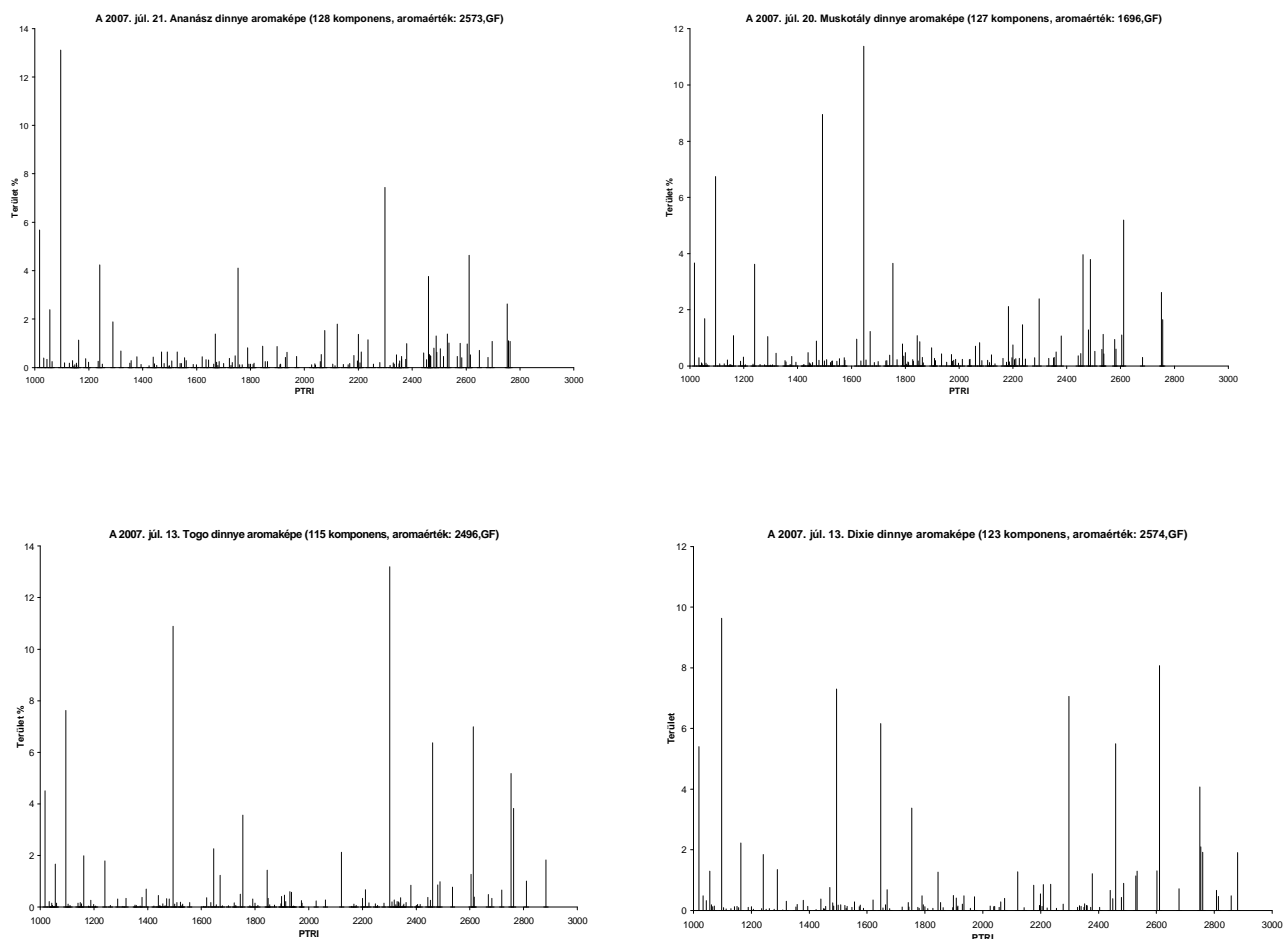 A 2007. júl. 21. Ananász dinnye aromaképe (128 komponens, aromaérték: 2573,GF)
14
12
10
8
6
4
2
0
Terület %
1000 1200 1400 1600 1800 2000 2200 2400 2600 2800 3000
PTRI
A 2007. júl. 20. Muskotály dinnye aromaképe (127 komponens, aromaérték: 1696,GF)
12
10
8
6
4
2
0
Terület %
1000 1200 1400 1600 1800 2000 2200 2400 2600 2800 3000
PTRI
A 2007. júl. 13. Togo dinnye aromaképe (115 komponens, aromaérték: 2496,GF)
14
12
10
8
6
4
2
0
Terület %
1000 1200 1400 1600 1800 2000 2200 2400 2600 2800 3000
PTRI
A 2007. júl. 13. Dixie dinnye aromaképe (123 komponens, aromaérték: 2574,GF)
12
10
8
6
4
2
0
Terület
1000 1200 1400 1600 1800 2000 2200 2400 2600 2800 3000
PTRI